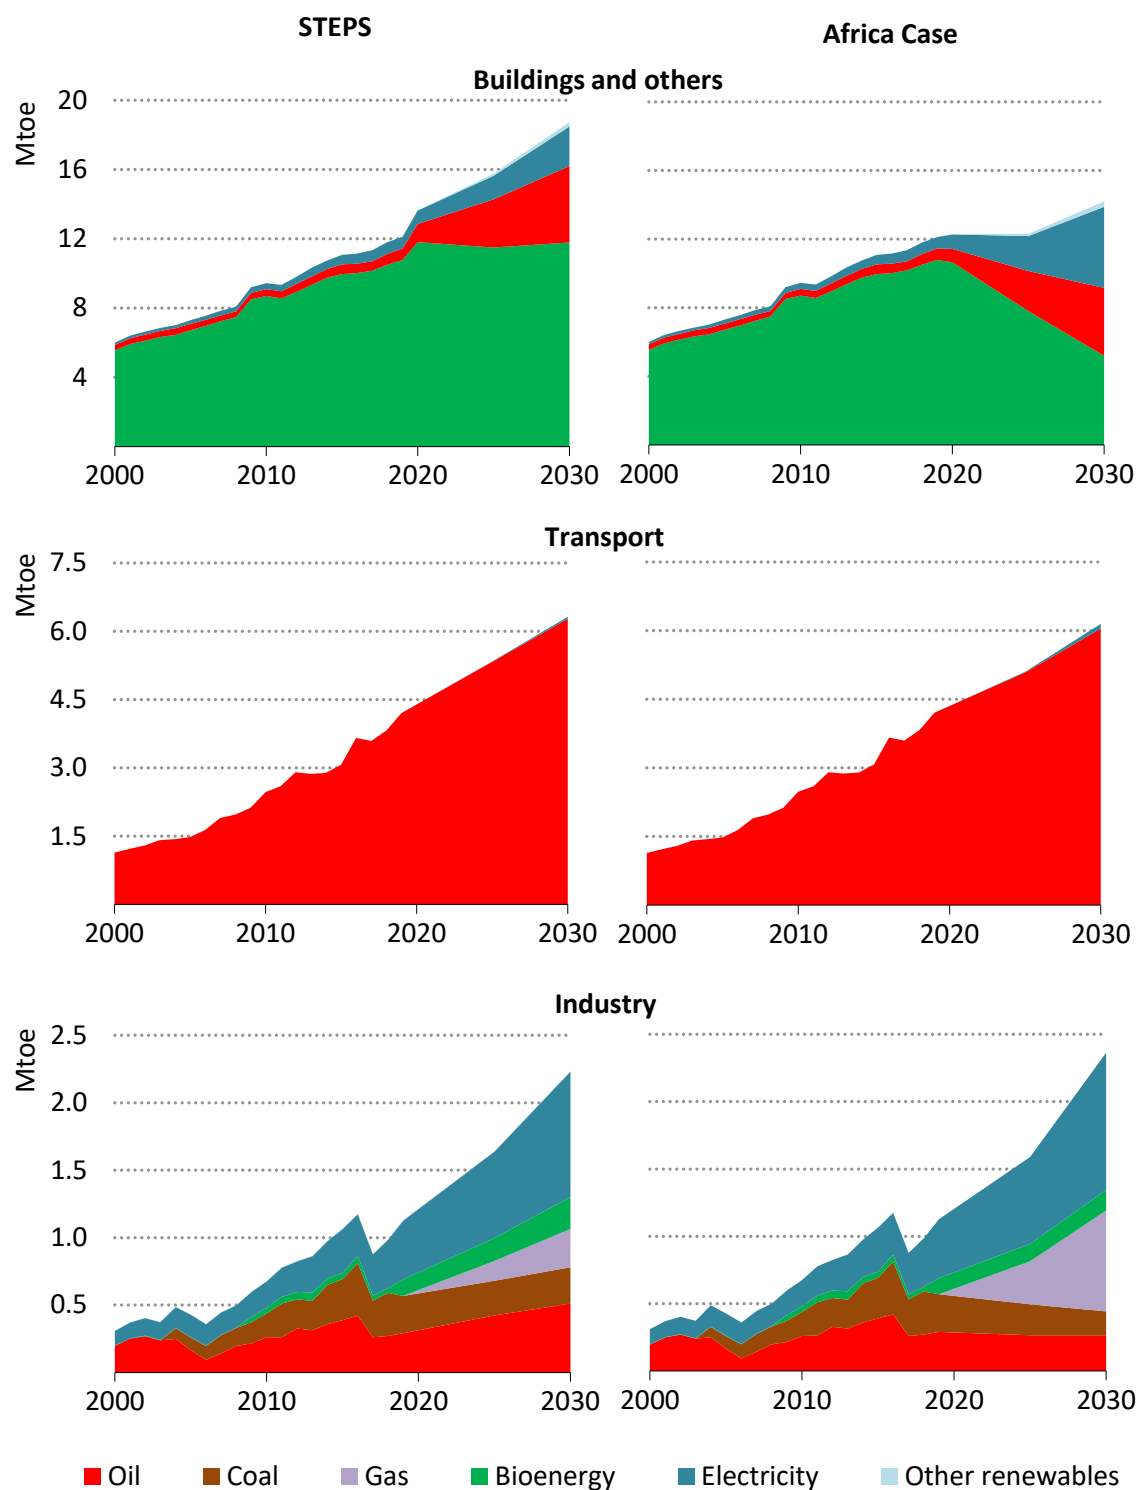 STEPS
Africa Case
Buildings and others
Mtoe
20
16
12
8
4
2000 2010 2020 2030
2000 2010 2020 2030
Transport
Mtoe
7.5
6.0
4.5
3.0
1.5
2000 2010 2020 2030
2000 2010 2020 2030
Industry
Mtoe
2.5
2.0
1.5
1.0
0.5
2000 2010 2020 2030
2000 2010 2020 2030
Oil Coal Gas Bioenergy Electricity Other renewables